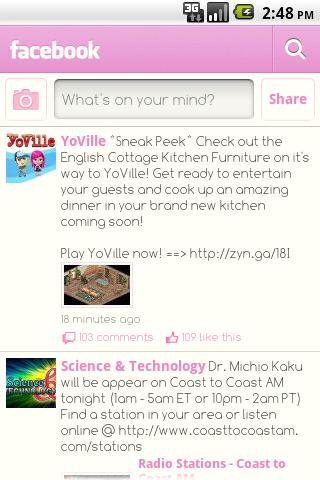 3G 2:48 PM
facebook
What's on your mind? Share
YoVille
YoVille *Sneak Peek* Check out the
English Cottage Kitchen Furniture on it's
way to YoVille! Get ready to entertain
your guests and cook up an amazing
dinner in your brand new kitchen
coming soon!
Play YoVille now! ==> http://zyn.ga/18I
18 minutes ago
103 comments 109 like this
Science & TECHNOLOGY
Science & Technology Dr. Michio Kaku
will be appear on Coast to Coast AM
tonight (1am - 5am ET or 10pm - 2am PT)
Find a station in your area or listen
online @ http://www.coasttocoastam.
com/stations
Radio Stations - Coast to
Coast AM